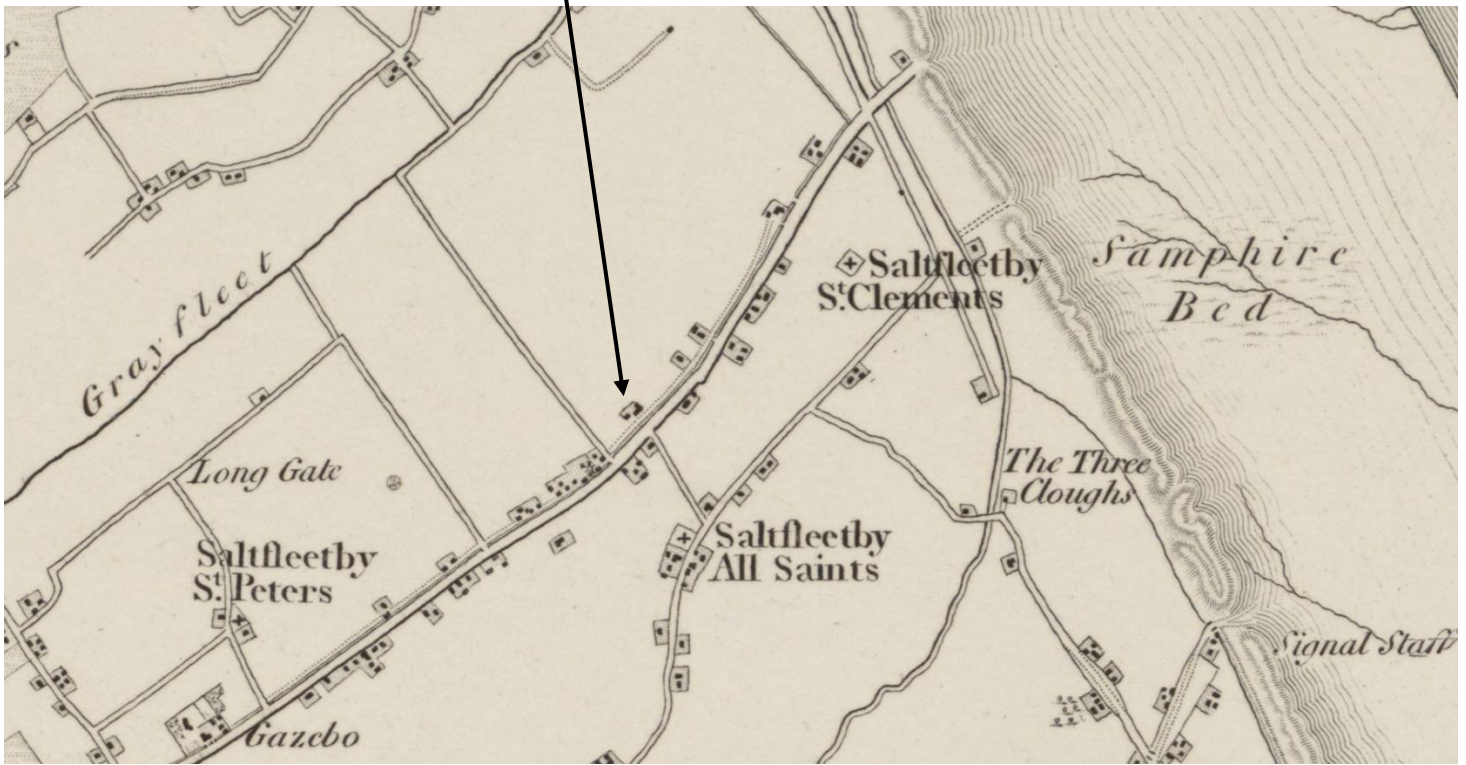 Saltfleetby
St. Clements
Samphire
Bed
Grayfleet
Long Gate
The Three
Cloughs
Saltfleetby
All Saints
Saltfleetby
St. Peters
Signal Staff
Gazebo